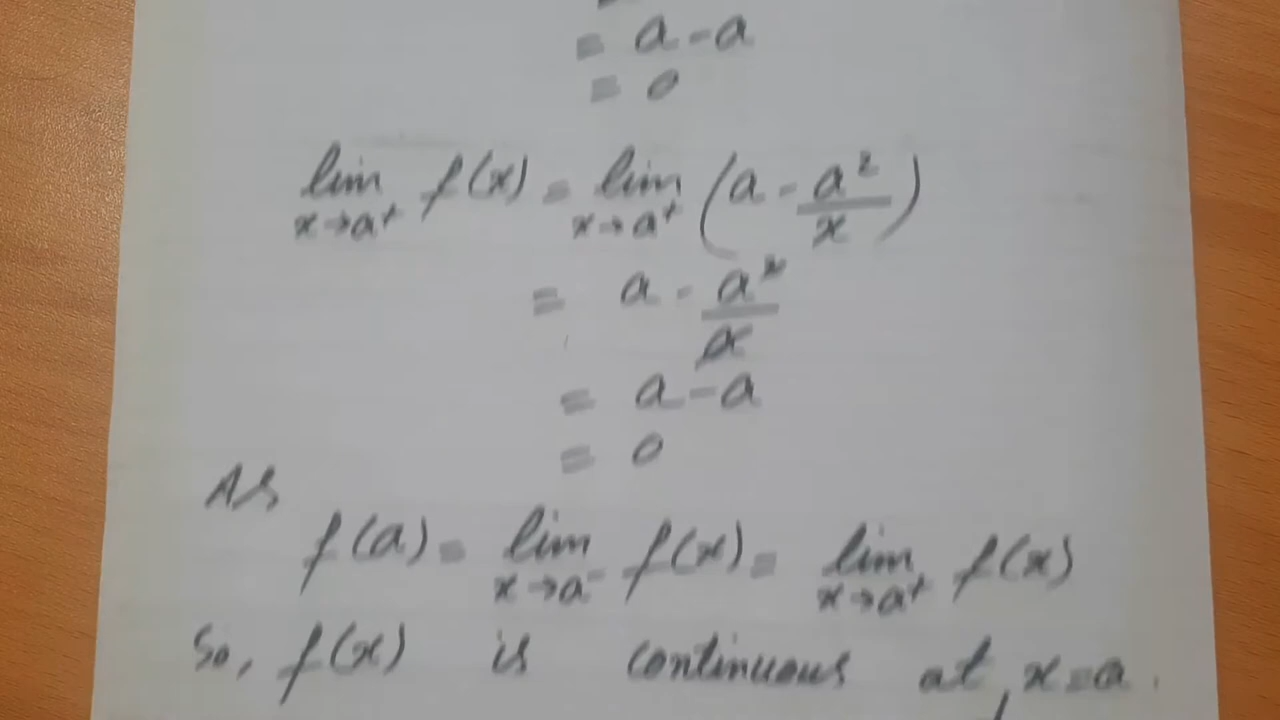 = a - a
= 0
lim x→a⁺ f(x) = lim x→a⁺ (a - a²/x)
= a - a²/a
= a - a
= 0
As
f(a) = lim x→a⁻ f(x) = lim x→a⁺ f(x)
So, f(x) is continuous at x=a.